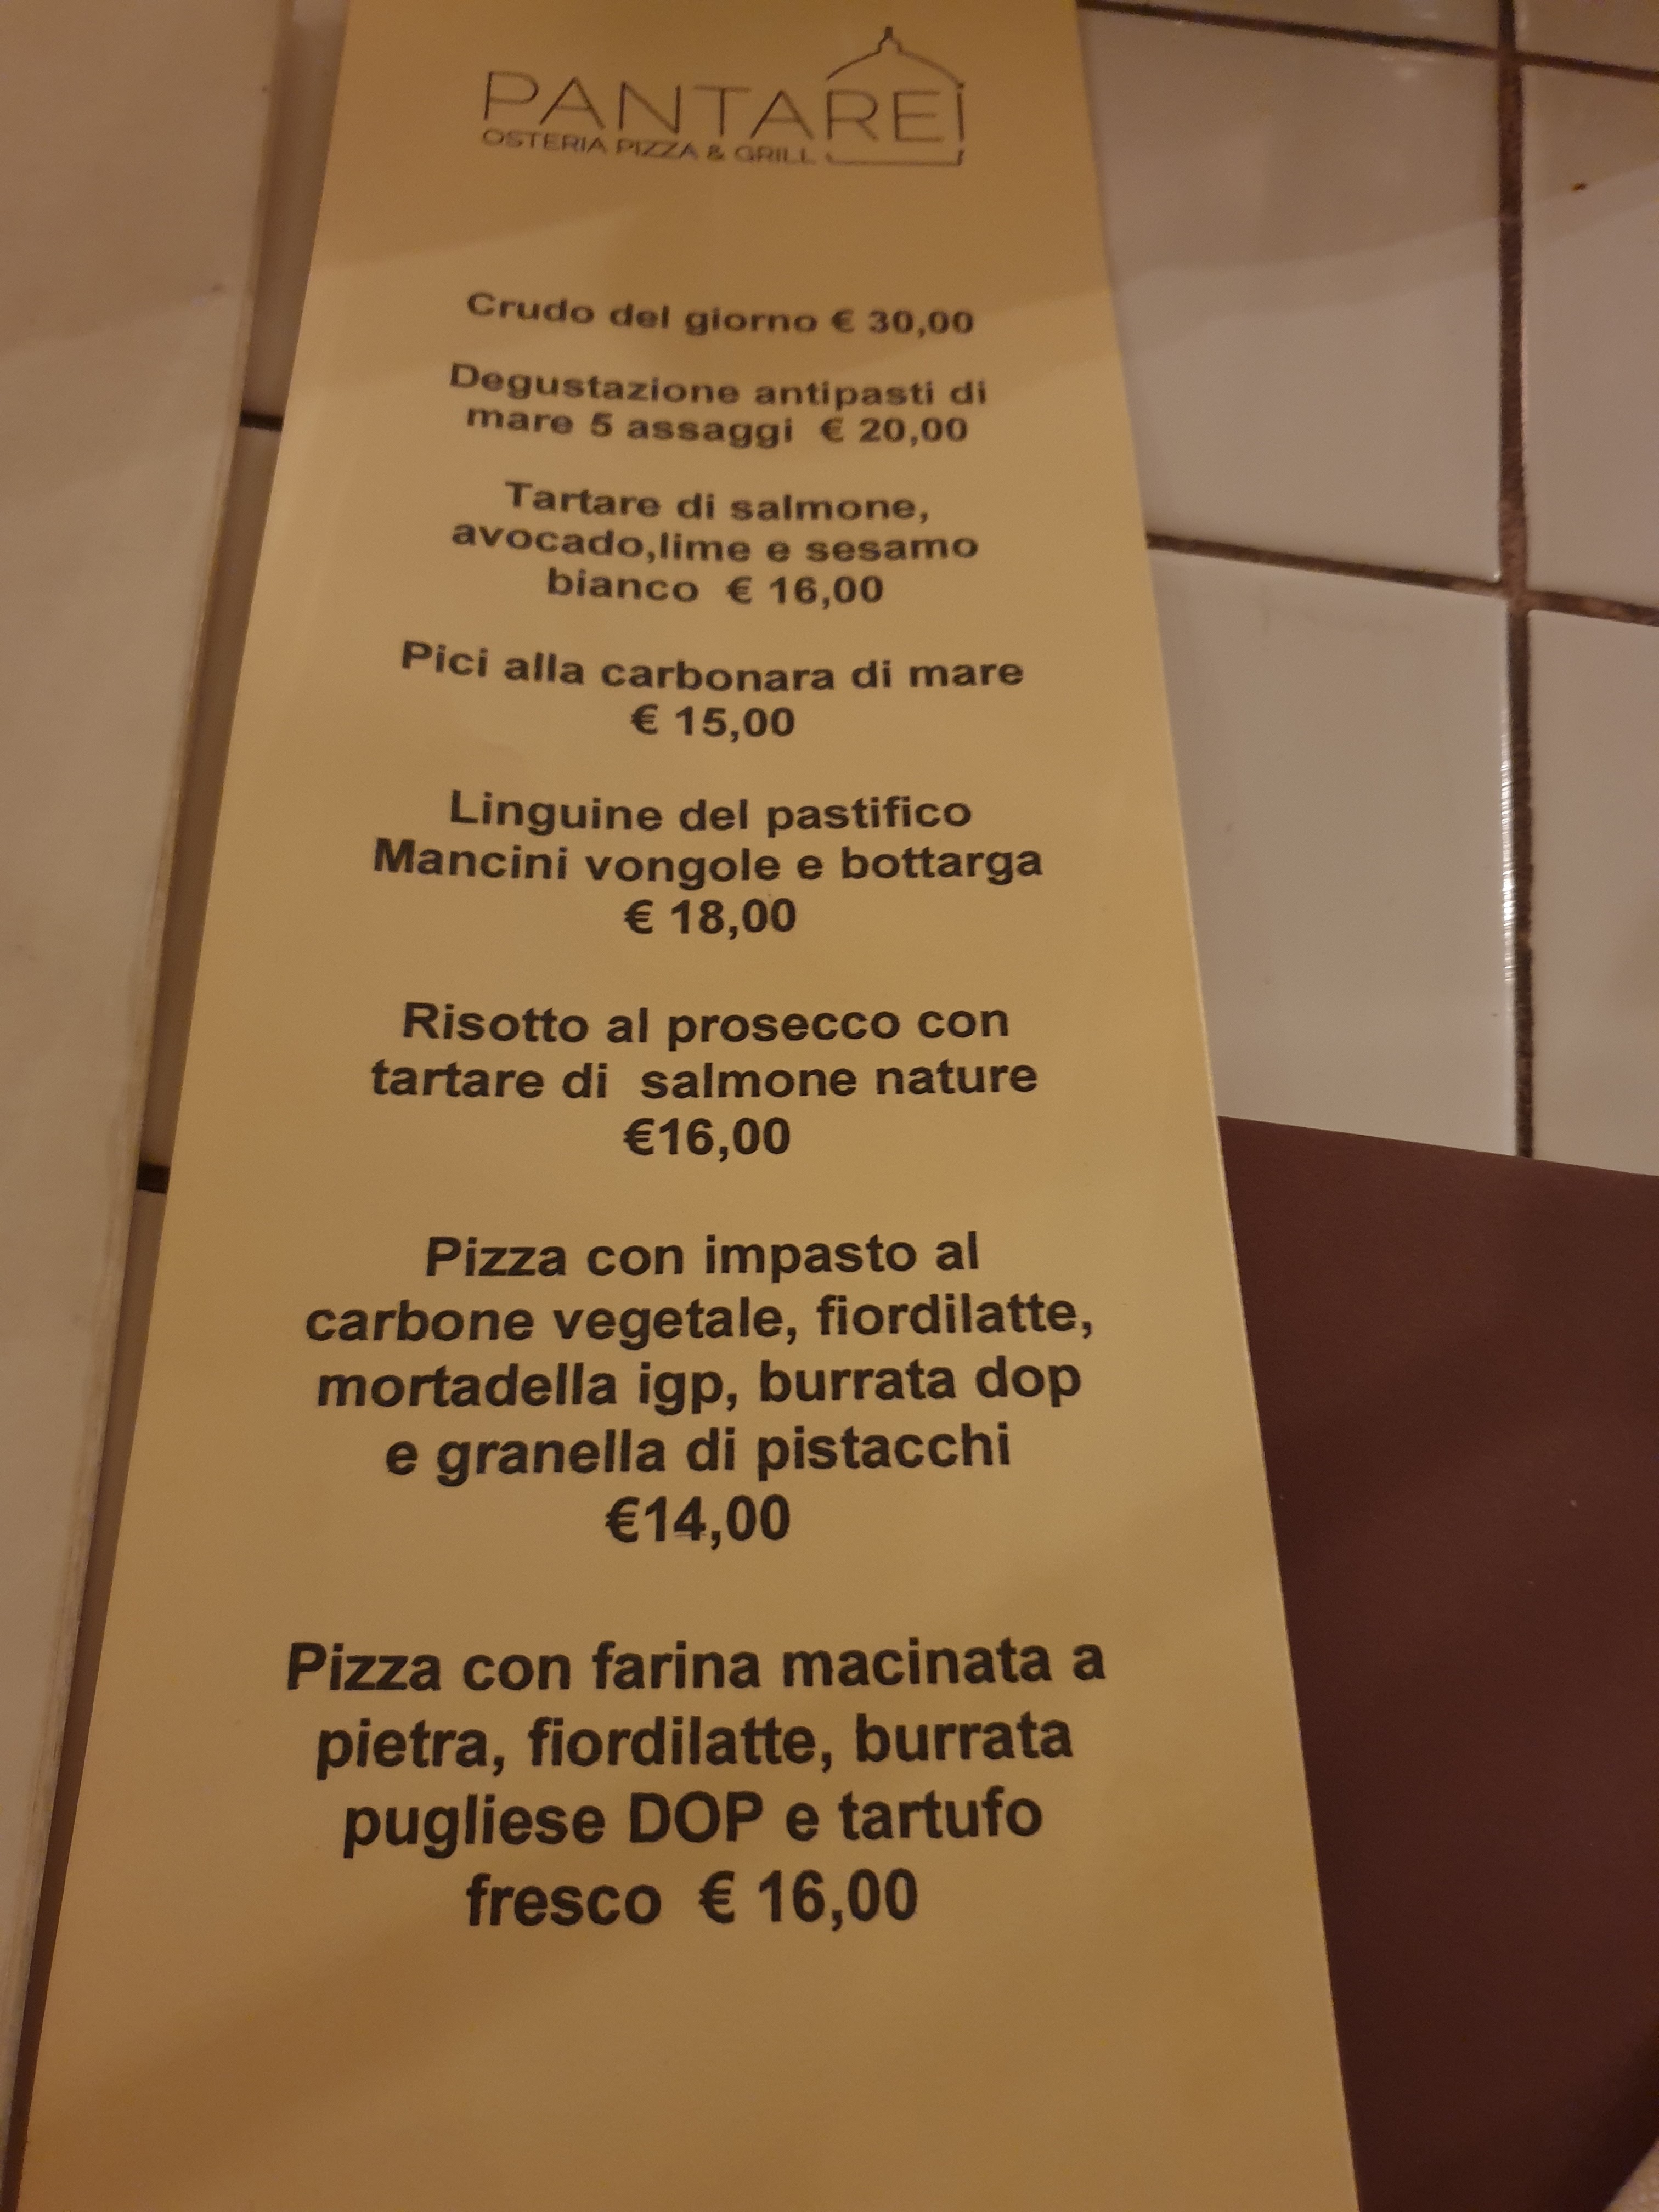 PANTAREI
OSTERIA PIZZA & GRILL
Crudo del giorno € 30,00
Degustazione antipasti di
mare 5 assaggi € 20,00
Tartare di salmone,
avocado,lime e sesamo
bianco € 16,00
Pici alla carbonara di mare
€ 15,00
Linguine del pastifico
Mancini vongole e bottarga
€ 18,00
Risotto al prosecco con
tartare di salmone nature
€16,00
Pizza con impasto al
carbone vegetale, fiordilatte,
mortadella igp, burrata dop
e granella di pistacchi
€14,00
Pizza con farina macinata a
pietra, fiordilatte, burrata
pugliese DOP e tartufo
fresco € 16,00